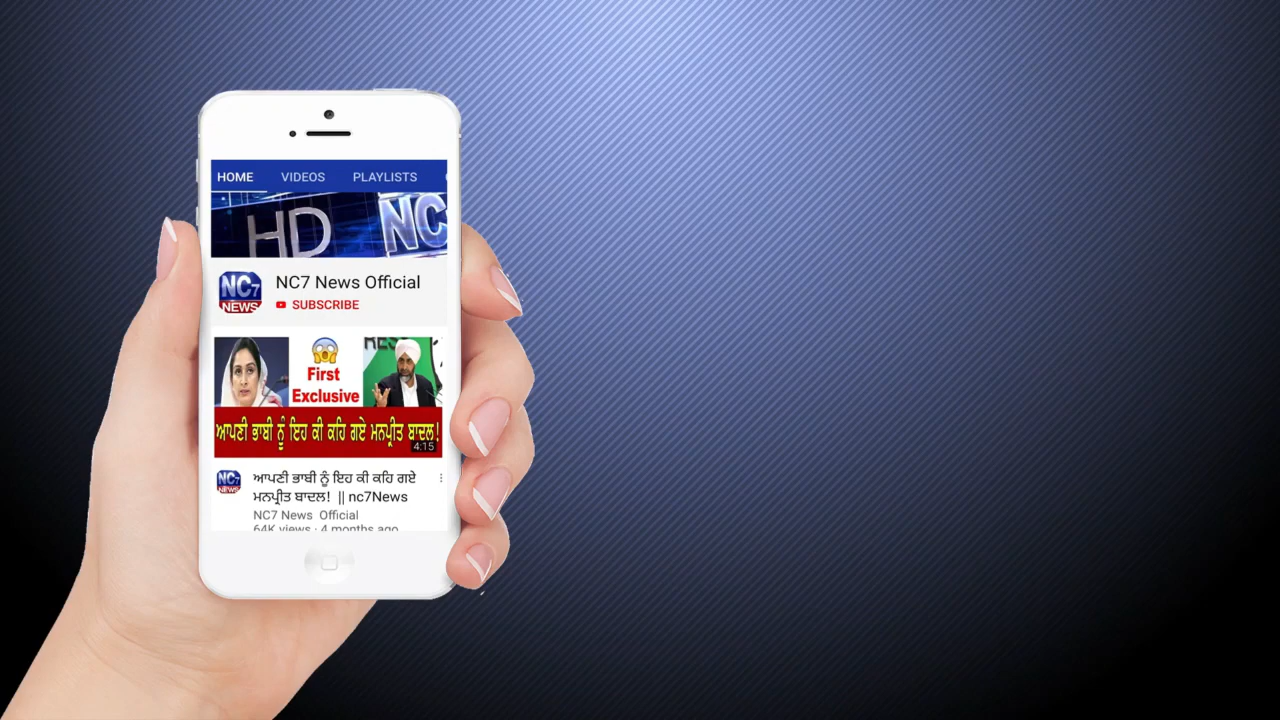 HOME VIDEOS PLAYLISTS
HD NC
NC7 NEWS
NC7 News Official
SUBSCRIBE
First
Exclusive
ਆਪਣੀ ਭਾਬੀ ਨੂੰ ਇਹ ਕੀ ਕਹਿ ਗਏ ਮਨਪ੍ਰੀਤ ਬਾਦਲ!
4:15
NC7 NEWS
ਆਪਣੀ ਭਾਬੀ ਨੂੰ ਇਹ ਕੀ ਕਹਿ ਗਏ
ਮਨਪ੍ਰੀਤ ਬਾਦਲ! || nc7News
NC7 News Official
64K views · 4 months ago